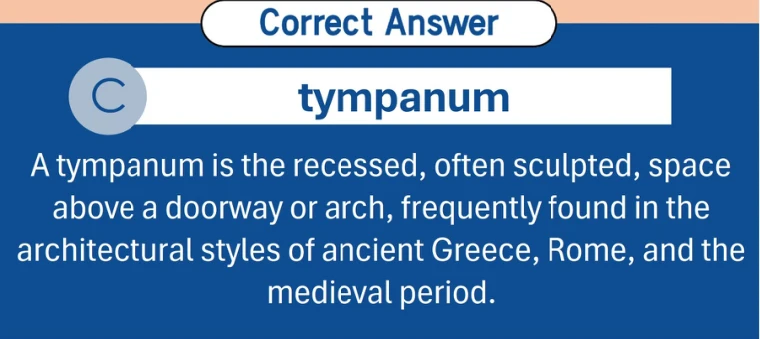 Correct Answer
C
tympanum
A tympanum is the recessed, often sculpted, space
above a doorway or arch, frequently found in the
architectural styles of ancient Greece, Rome, and the
medieval period.